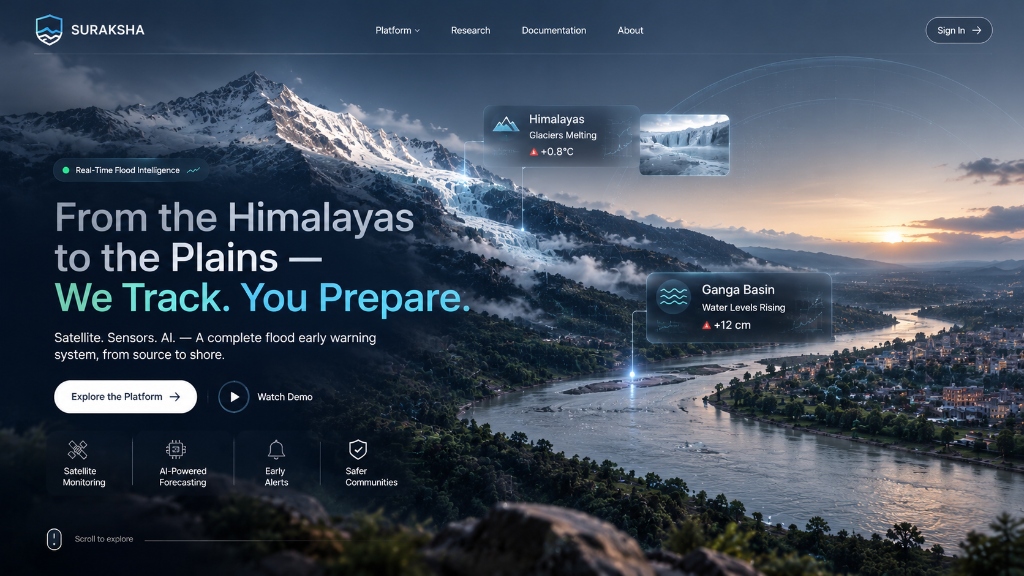 SURAKSHA
Platform
Research
Documentation
About
Sign In
Himalayas
Glaciers Melting
+0.8°C
Real-Time Flood Intelligence
From the Himalayas
to the Plains —
We Track. You Prepare.
Ganga Basin
Water Levels Rising
+12 cm
Satellite. Sensors. AI. — A complete flood early warning
system, from source to shore.
Explore the Platform
Watch Demo
Satellite
Monitoring
AI-Powered
Forecasting
Early
Alerts
Safer
Communities
Scroll to explore